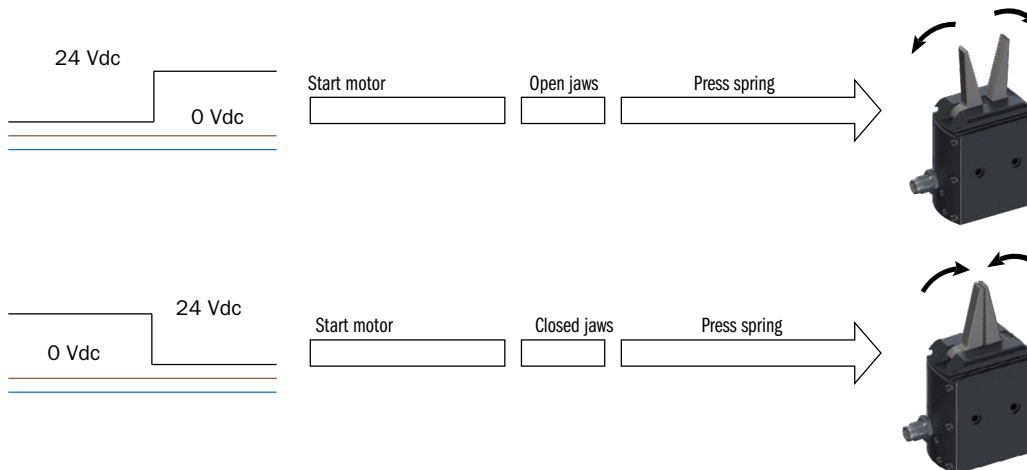 24 Vdc
0 Vdc
Start motor
Open jaws
Press spring
24 Vdc
0 Vdc
Start motor
Closed jaws
Press spring